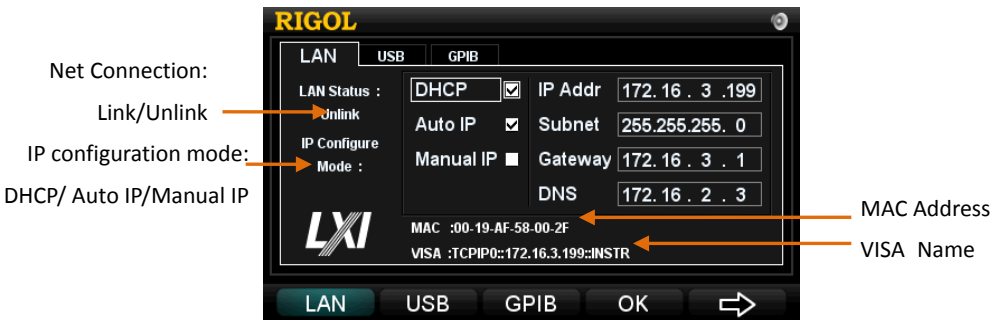 RIGOL
LAN USB GPIB
Net Connection:
Link/Unlink
IP configuration mode:
DHCP/ Auto IP/Manual IP
LAN Status :
Unlink
IP Configure
Mode :
DHCP
Auto IP
Manual IP
IP Addr 172. 16 . 3 .199
Subnet 255.255.255. 0
Gateway 172. 16 . 3 . 1
DNS 172. 16 . 2 . 3
LXI
MAC :00-19-AF-58-00-2F
VISA :TCPIP0::172.16.3.199::INSTR
MAC Address
VISA Name
LAN USB GPIB OK